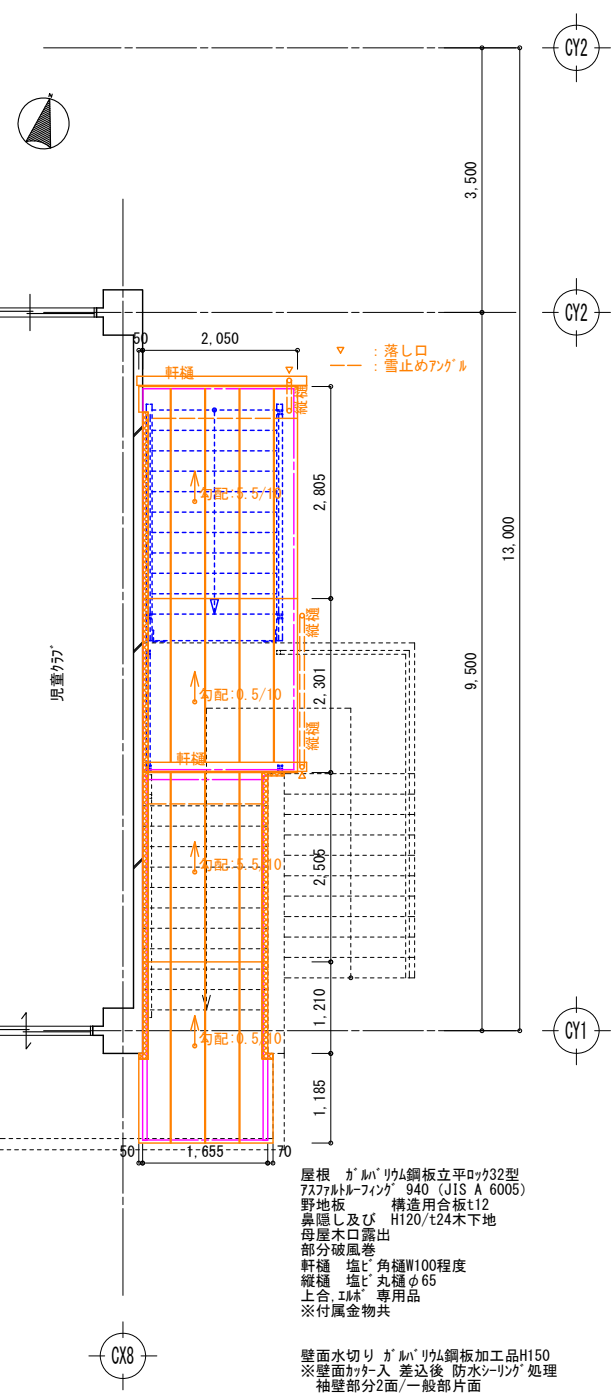 CY2
N
3,500
CY2
50
2,050
▽ ：落し口
―― ：雪止めｱﾝｸﾞﾙ
軒樋
縦樋
勾配:5.5/10
2,805
13,000
縦樋
児童ｸﾗﾌﾞ
2,301
9,500
勾配:0.5/10
縦樋
軒樋
勾配:5.5/10
2,505
1,210
勾配:0.5/10
CY1
1,185
50
1,655
70
屋根 ｶﾞﾙﾊﾞﾘｳﾑ鋼板立平ﾛｯｸ32型
ｱｽﾌｧﾙﾄﾙｰﾌｨﾝｸﾞ 940 (JIS A 6005)
野地板 構造用合板t12
鼻隠し及び H120/t24木下地
母屋木口露出
部分破風巻
軒樋 塩ﾋﾞ角樋W100程度
縦樋 塩ﾋﾞ丸樋φ65
上合,ｴﾙﾎﾞ 専用品
※付属金物共
CX8
壁面水切り ｶﾞﾙﾊﾞﾘｳﾑ鋼板加工品H150
※壁面ｶｯﾀｰ入 差込後 防水ｼｰﾘﾝｸﾞ処理
袖壁部分2面/一般部片面